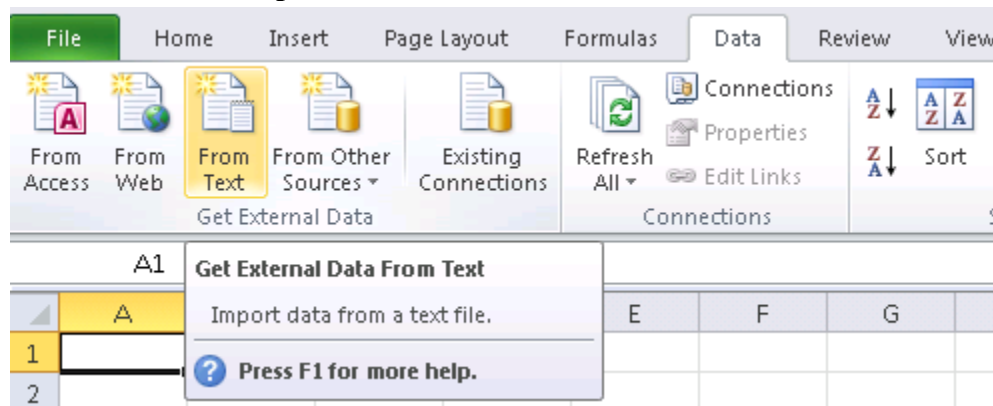 File Home Insert Page Layout Formulas Data Review View
From Access
From Web
From Text
From Other Sources
Existing Connections
Get External Data
Refresh All
Connections
Properties
Edit Links
Connections
A Z
Z A
A Z Z A
Sort
A1
Get External Data From Text
Import data from a text file.
Press F1 for more help.
A E F G
1
2